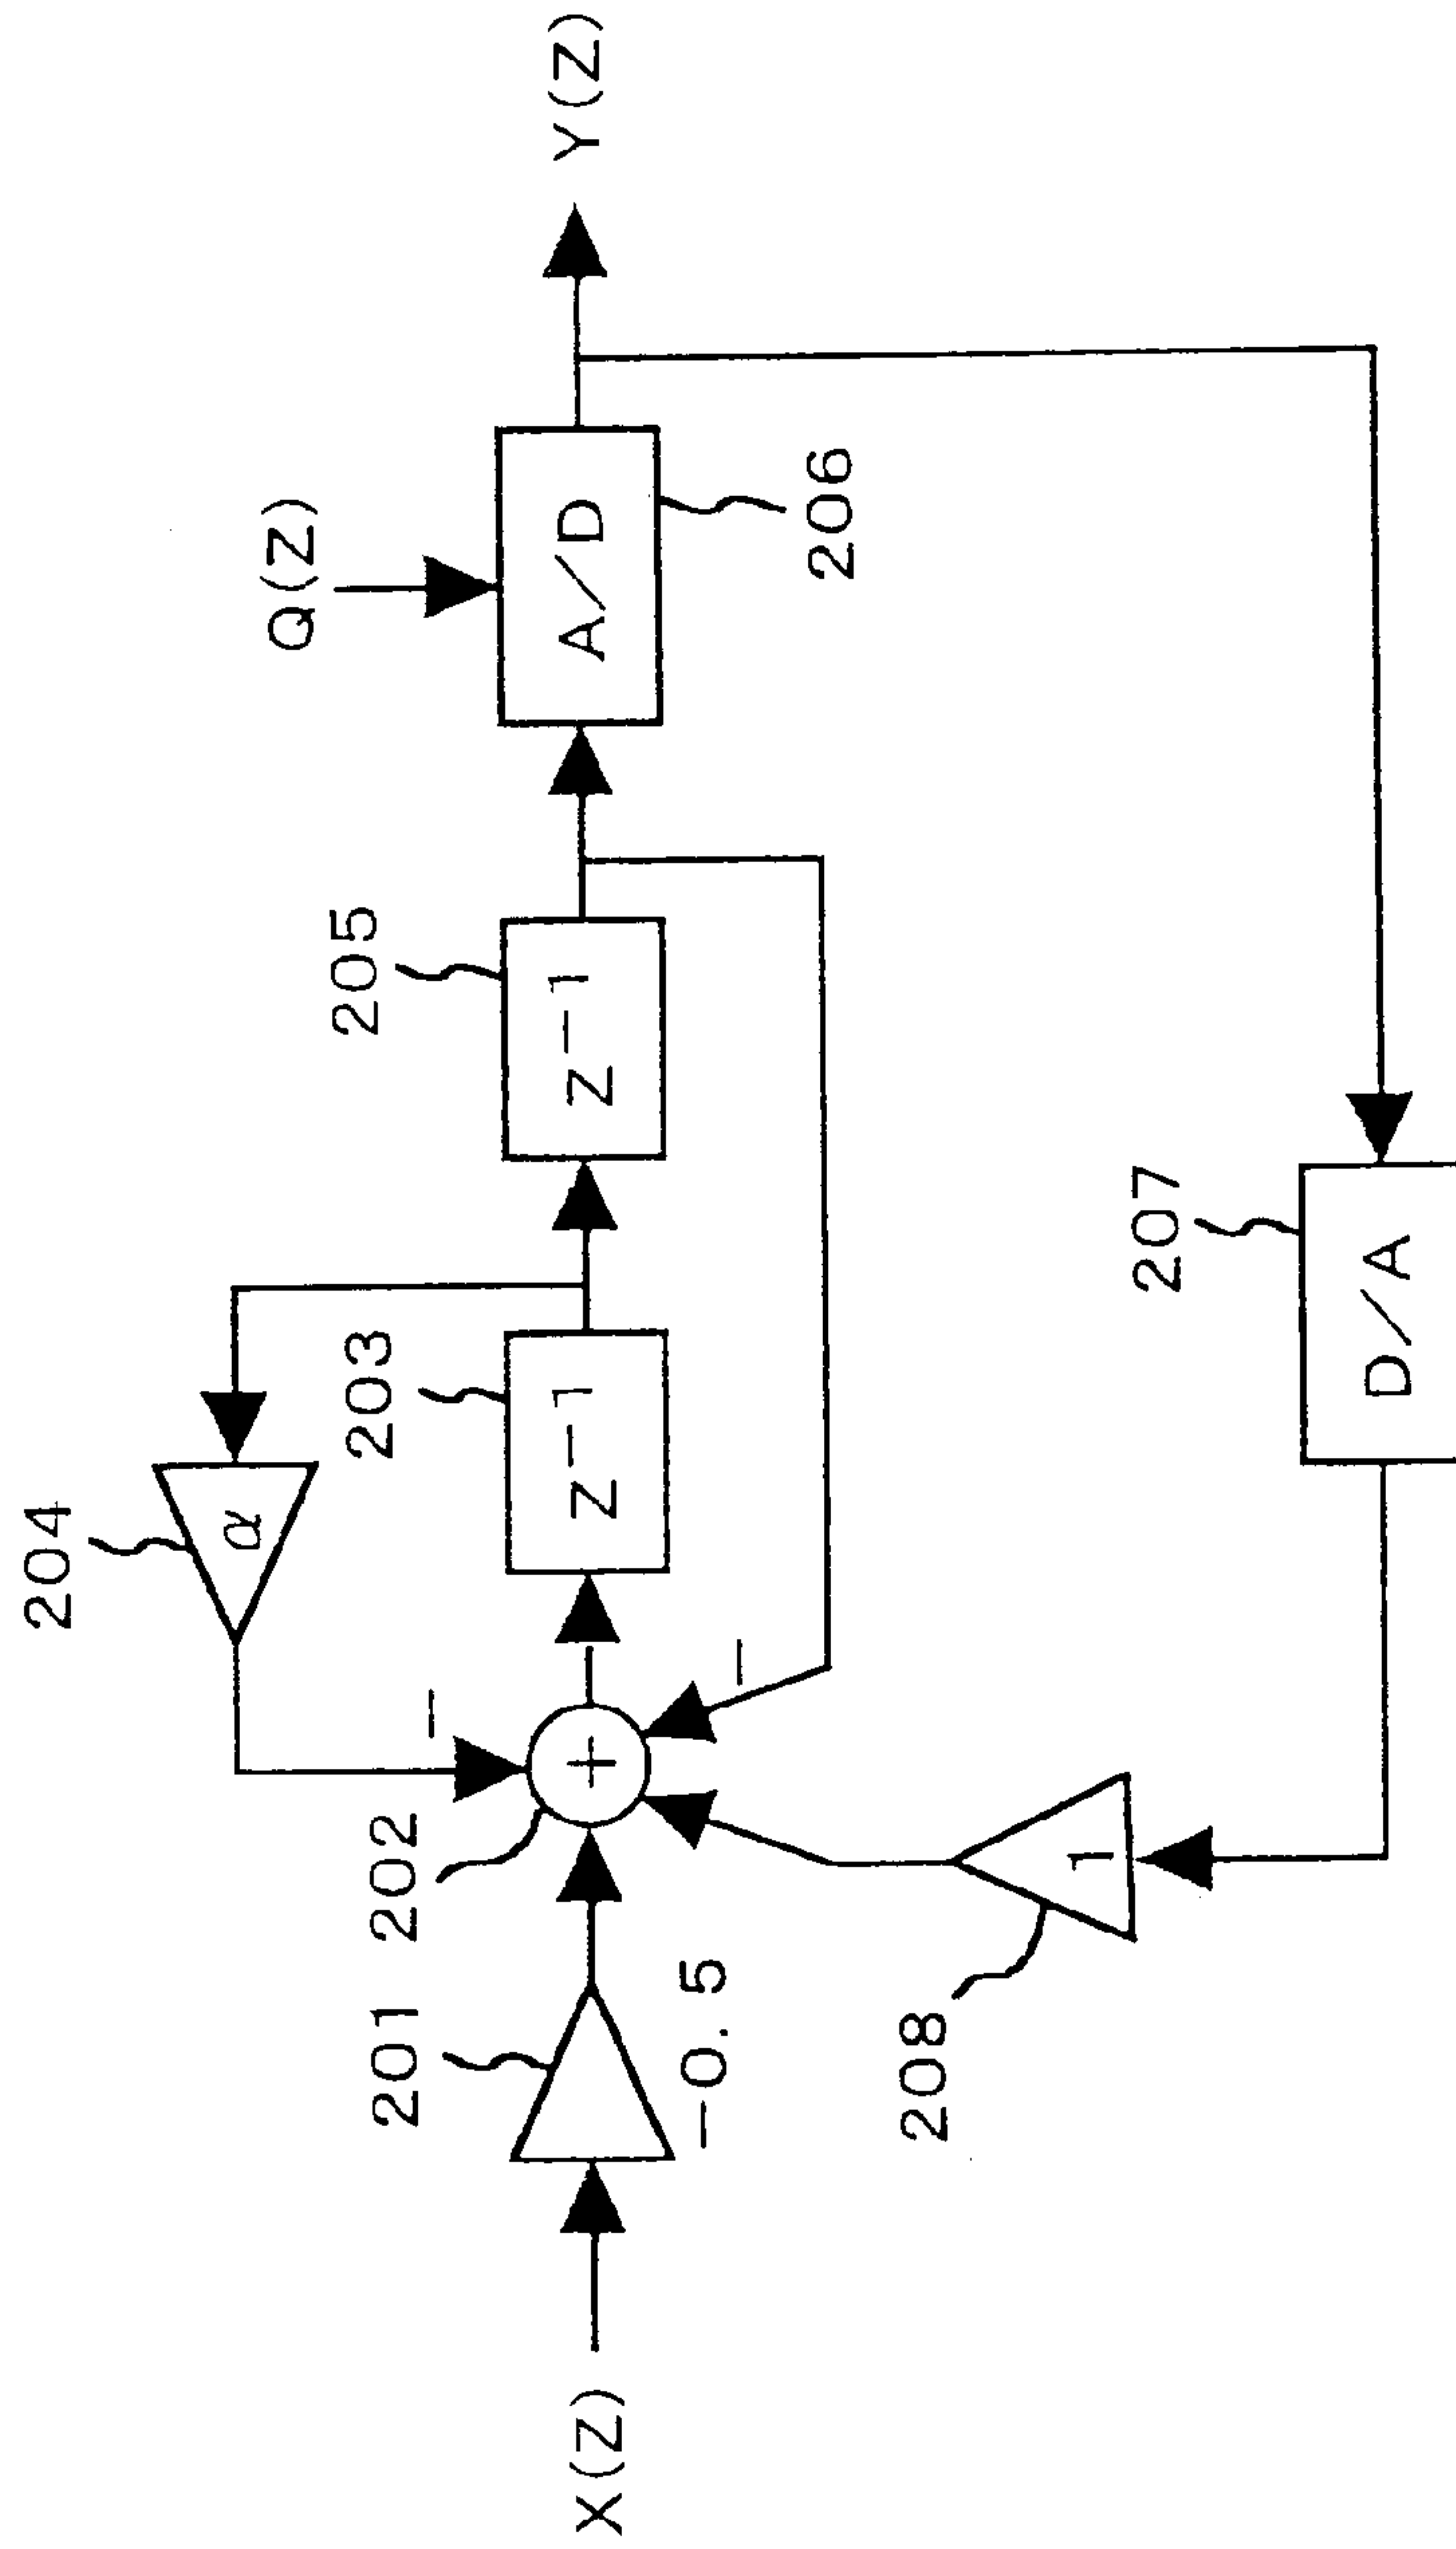 204
α
Q(Z)
201
202
203
205
X(Z)
+
Z⁻¹
Z⁻¹
A/D
Y(Z)
−0. 5
−
−
206
208
1
207
D/A